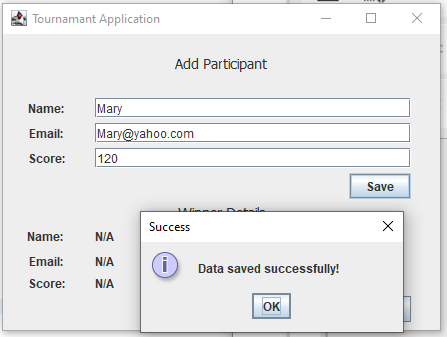 Tournamant Application
Add Participant
Name: Mary
Email: Mary@yahoo.com
Score: 120
Save
Winner Details
Name: N/A
Email: N/A
Score: N/A
Success
Data saved successfully!
OK